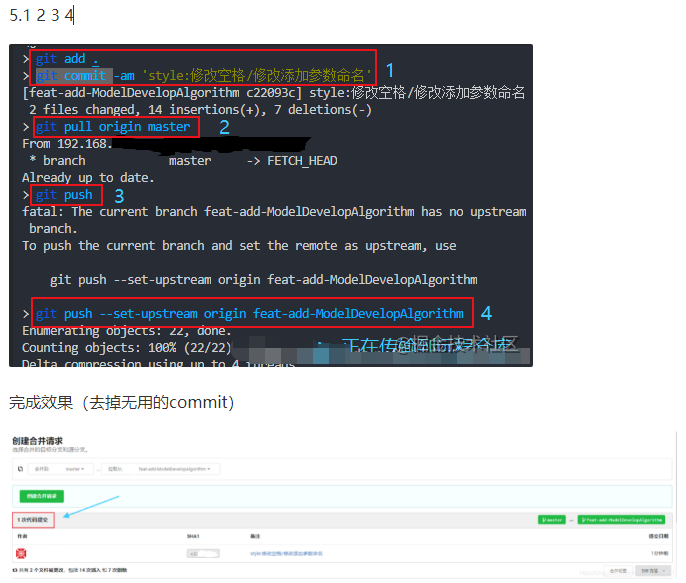 5.1 2 3 4
> git add .
> git commit -am 'style:修改空格/修改添加参数命名'
1
[feat-add-ModelDevelopAlgorithm c22093c] style:修改空格/修改添加参数命名
2 files changed, 14 insertions(+), 7 deletions(-)
> git pull origin master
2
From 192.168.
* branch master -> FETCH_HEAD
Already up to date.
> git push
3
fatal: The current branch feat-add-ModelDevelopAlgorithm has no upstream
branch.
To push the current branch and set the remote as upstream, use
git push --set-upstream origin feat-add-ModelDevelopAlgorithm
> git push --set-upstream origin feat-add-ModelDevelopAlgorithm
4
Enumerating objects: 22, done.
Counting objects: 100% (22/22)
@掘金技术社区
Delta compression using up to 4 threads
完成效果（去掉无用的commit）
创建合并请求
选择合并的目标分支和源分支。
master
feat-add-ModelDevelopAlgorithm
创建合并请求
1 次代码提交
master
feat-add-ModelDevelopAlgorithm
作者 SHA1 备注 提交日期
style:修改空格/修改添加参数命名
1分钟前
共有 2 个文件被更改，包括 14 次插入 和 7 次删除
合并视图